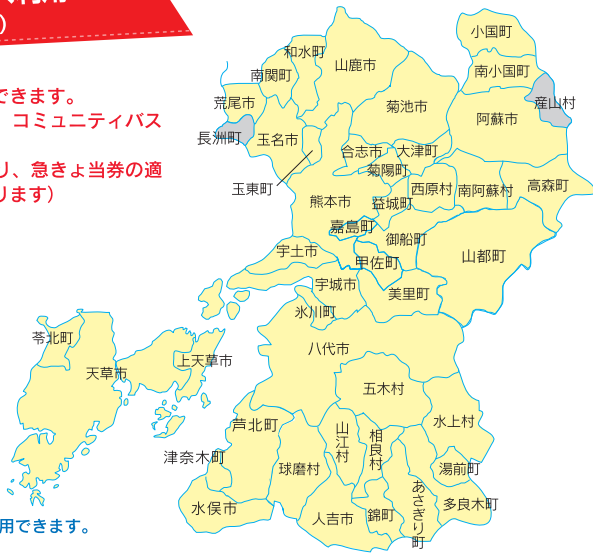 ）
できます。
コミュニティバス
り、急きょ当券の適
ります）
小国町
和水町
山鹿市
南小国町
南関町
荒尾市
菊池市
産山村
阿蘇市
長洲町
玉名市
合志市
大津町
菊陽町
玉東町
西原村
南阿蘇村
高森町
熊本市
益城町
嘉島町
御船町
宇土市
甲佐町
山都町
宇城市
美里町
氷川町
苓北町
八代市
上天草市
天草市
五木村
水上村
芦北町
山江村
相良村
津奈木町
球磨村
湯前町
あさぎり町
多良木町
水俣市
人吉市
錦町
用できます。